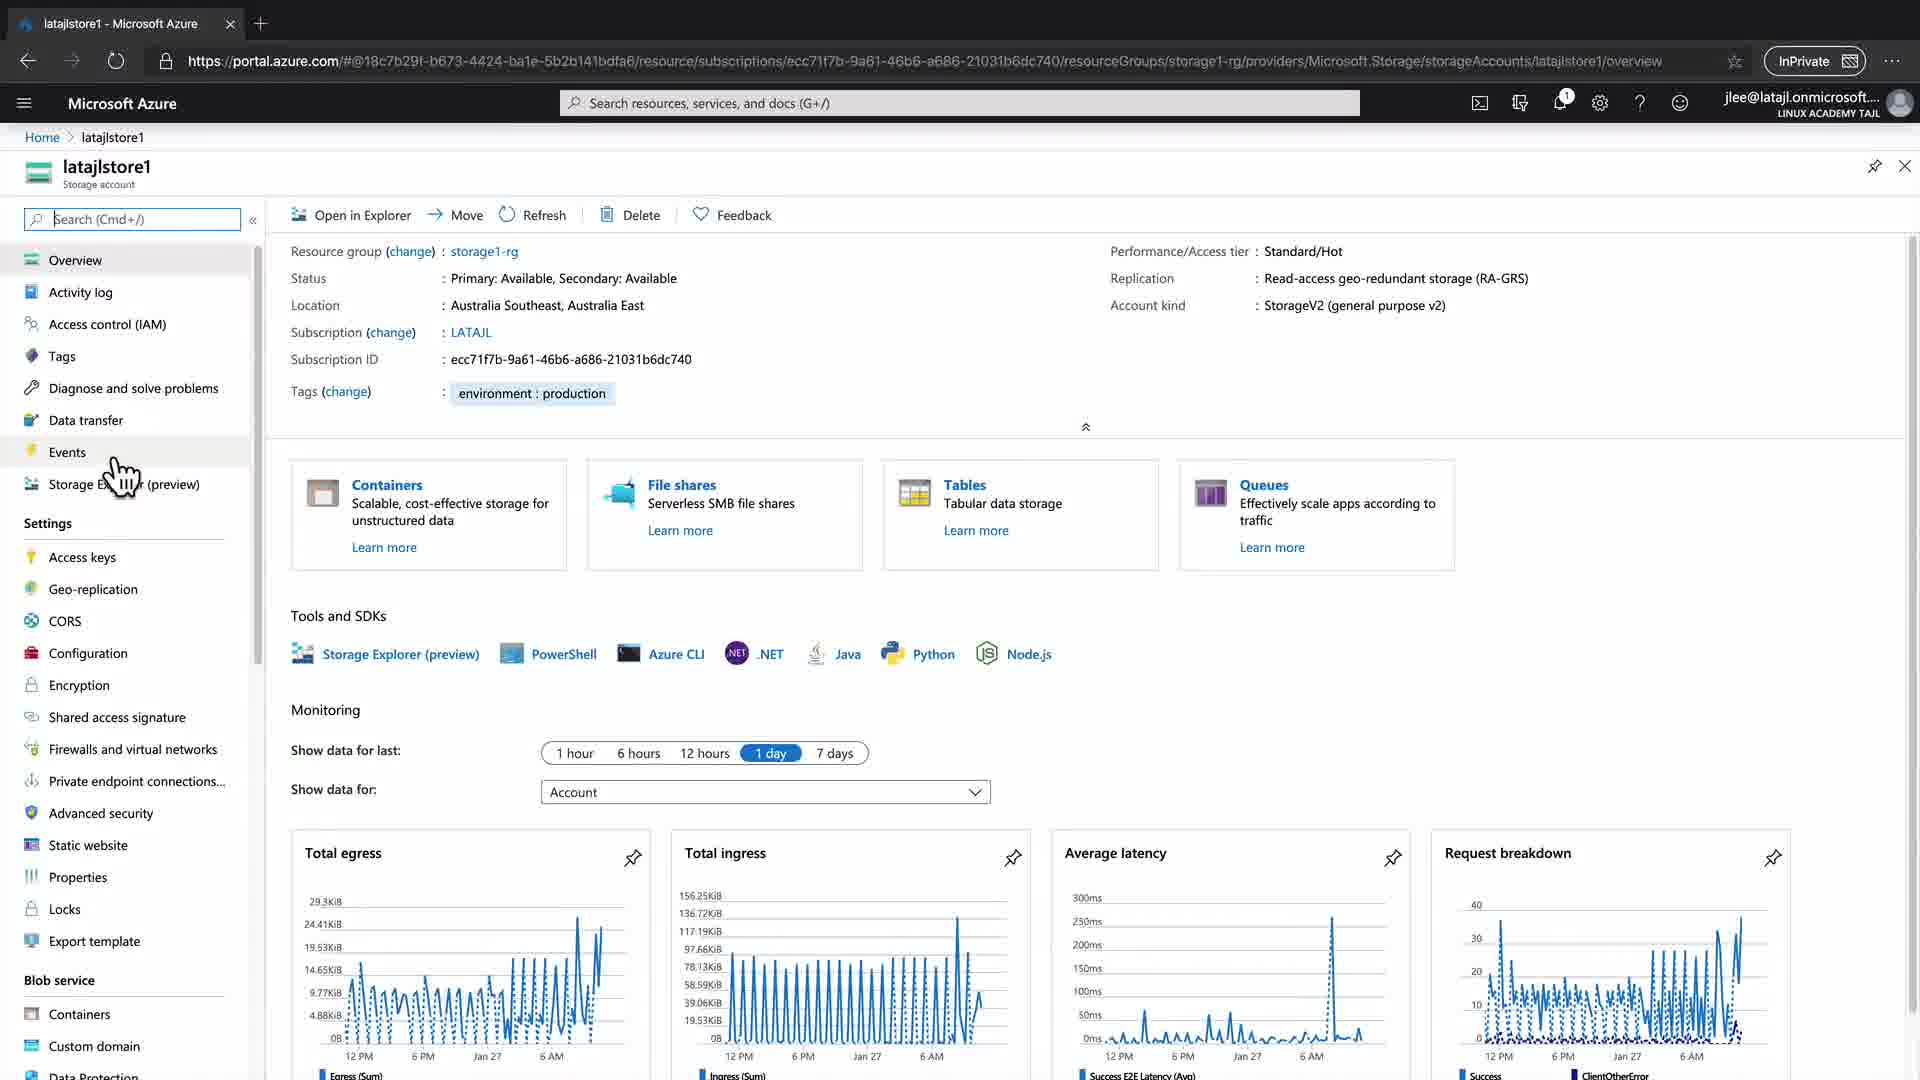 latajlstore1 - Microsoft Azure
https://portal.azure.com/#@18c7b29f-b673-4424-ba1e-5b2b141bdfa6/resource/subscriptions/ecc71f7b-9a61-46b6-a686-21031b6dc740/resourceGroups/storage1-rg/providers/Microsoft.Storage/storageAccounts/latajlstore1/overview
InPrivate
Microsoft Azure
Search resources, services, and docs (G+/)
1
jlee@latajl.onmicrosoft....
LINUX ACADEMY TAJL
Home > latajlstore1
latajlstore1
Storage account
Search (Cmd+/)
«
Overview
Activity log
Access control (IAM)
Tags
Diagnose and solve problems
Data transfer
Events
Storage Ex r (preview)
Settings
Access keys
Geo-replication
CORS
Configuration
Encryption
Shared access signature
Firewalls and virtual networks
Private endpoint connections...
Advanced security
Static website
Properties
Locks
Export template
Blob service
Containers
Custom domain
Data Protection
Open in Explorer
Move
Refresh
Delete
Feedback
Resource group (change) : storage1-rg
Status : Primary: Available, Secondary: Available
Location : Australia Southeast, Australia East
Subscription (change) : LATAJL
Subscription ID : ecc71f7b-9a61-46b6-a686-21031b6dc740
Tags (change) : environment : production
Performance/Access tier : Standard/Hot
Replication : Read-access geo-redundant storage (RA-GRS)
Account kind : StorageV2 (general purpose v2)
Containers
Scalable, cost-effective storage for
unstructured data
Learn more
File shares
Serverless SMB file shares
Learn more
Tables
Tabular data storage
Learn more
Queues
Effectively scale apps according to
traffic
Learn more
Tools and SDKs
Storage Explorer (preview)
PowerShell
Azure CLI
NET
.NET
Java
Python
Node.js
Monitoring
Show data for last:
1 hour
6 hours
12 hours
1 day
7 days
Show data for:
Account
Total egress
29.3KiB
24.41KiB
19.53KiB
14.65KiB
9.77KiB
4.88KiB
0B
12 PM
6 PM
Jan 27
6 AM
Egress (Sum)
Total ingress
156.25KiB
136.72KiB
117.19KiB
97.66KiB
78.13KiB
58.59KiB
39.06KiB
19.53KiB
0B
12 PM
6 PM
Jan 27
6 AM
Ingress (Sum)
Average latency
300ms
250ms
200ms
150ms
100ms
50ms
0ms
12 PM
6 PM
Jan 27
6 AM
Success E2E Latency (Avg)
Request breakdown
40
30
20
10
0
12 PM
6 PM
Jan 27
6 AM
Success
ClientOtherError